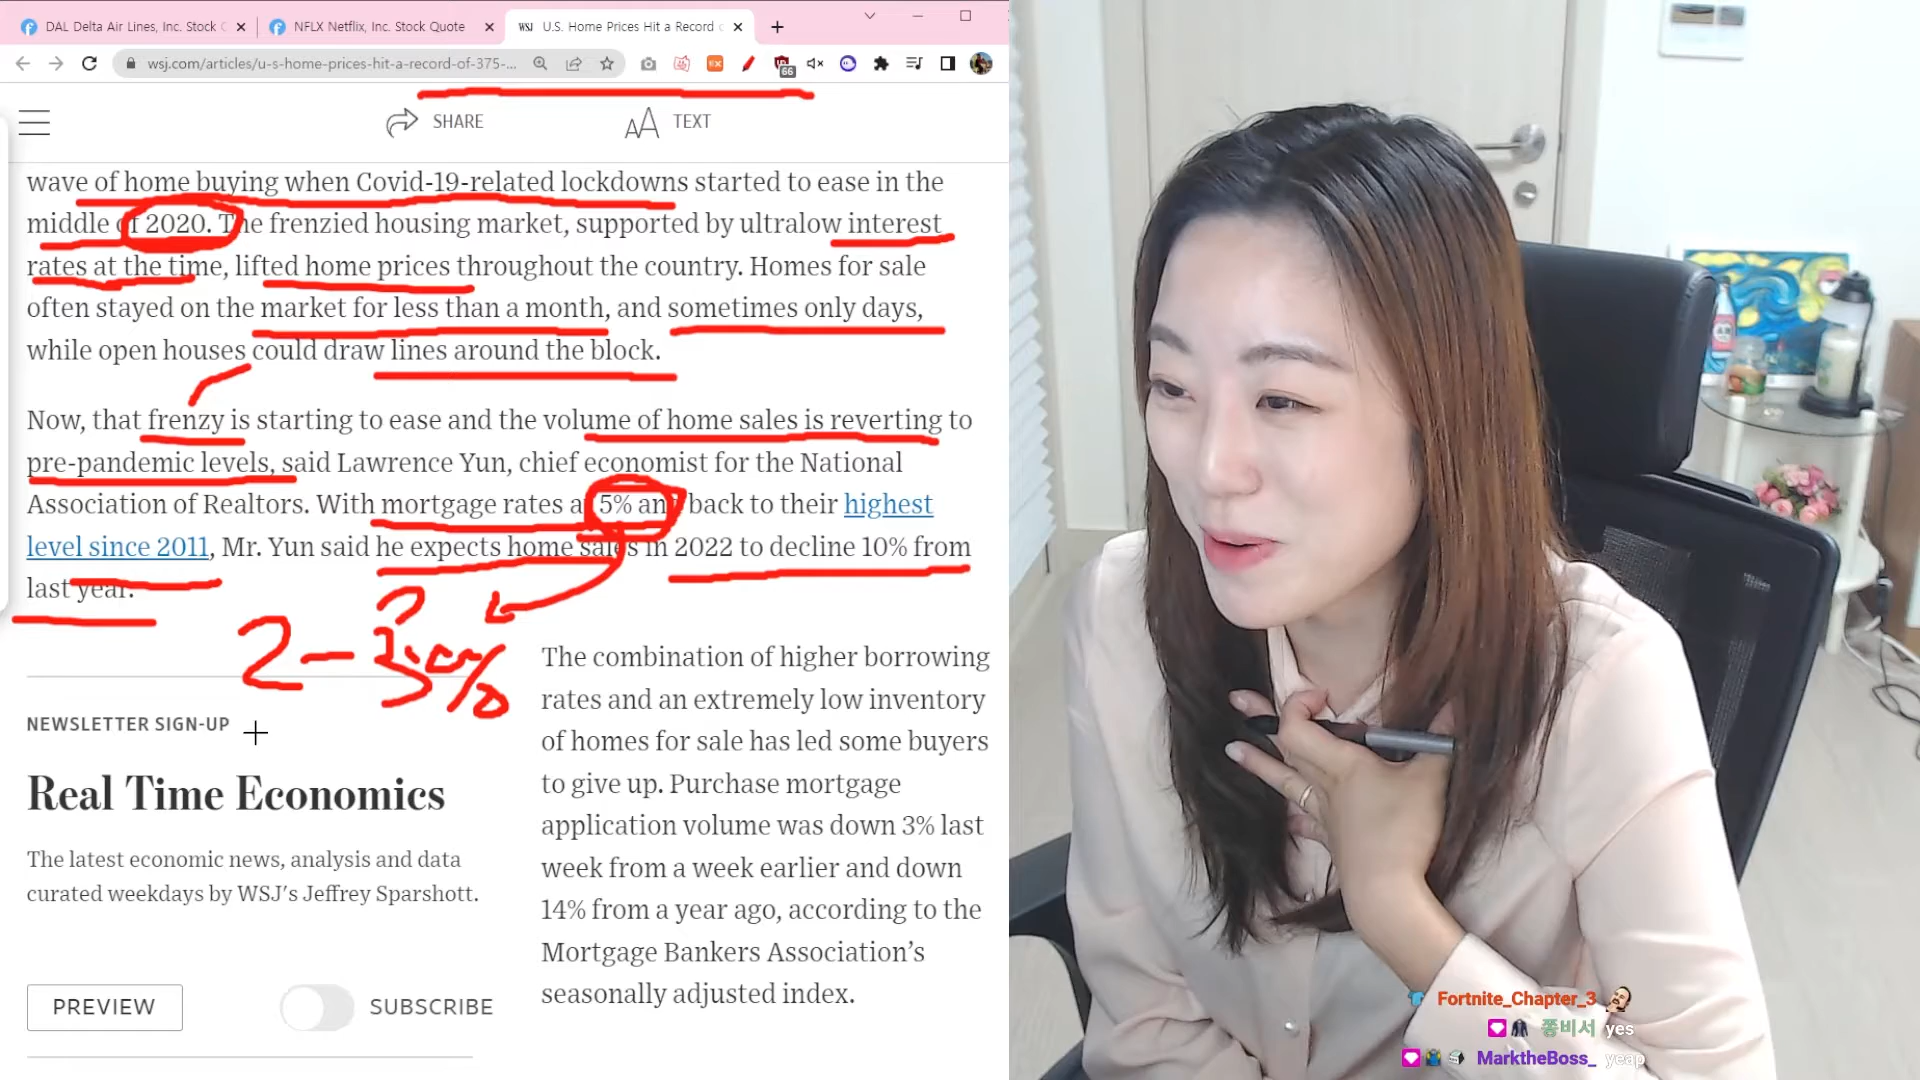 DAL Delta Air Lines, Inc. Stock Q
NFLX Netflix, Inc. Stock Quote
WSJ U.S. Home Prices Hit a Record o
wsj.com/articles/u-s-home-prices-hit-a-record-of-375-...
66
SHARE
AA TEXT
wave of home buying when Covid-19-related lockdowns started to ease in the
middle of 2020. The frenzied housing market, supported by ultralow interest
rates at the time, lifted home prices throughout the country. Homes for sale
often stayed on the market for less than a month, and sometimes only days,
while open houses could draw lines around the block.
Now, that frenzy is starting to ease and the volume of home sales is reverting to
pre-pandemic levels, said Lawrence Yun, chief economist for the National
Association of Realtors. With mortgage rates at 5% and back to their highest
level since 2011, Mr. Yun said he expects home sales in 2022 to decline 10% from
last year.
2 - 3 %
NEWSLETTER SIGN-UP
Real Time Economics
The latest economic news, analysis and data
curated weekdays by WSJ's Jeffrey Sparshott.
PREVIEW
SUBSCRIBE
The combination of higher borrowing
rates and an extremely low inventory
of homes for sale has led some buyers
to give up. Purchase mortgage
application volume was down 3% last
week from a week earlier and down
14% from a year ago, according to the
Mortgage Bankers Association’s
seasonally adjusted index.
Fortnite_Chapter_3
쫑비서 yes
MarktheBoss_ yeap